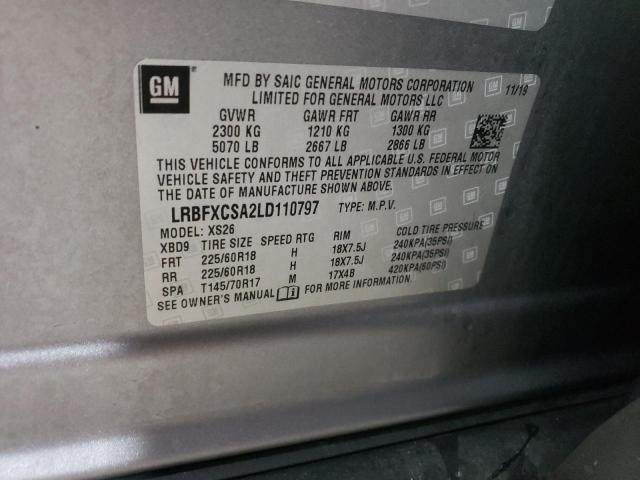 GM
MFD BY SAIC GENERAL MOTORS CORPORATION 11/19
LIMITED FOR GENERAL MOTORS LLC
GVWR GAWR FRT GAWR RR
2300 KG 1210 KG 1300 KG
5070 LB 2667 LB 2866 LB
THIS VEHICLE CONFORMS TO ALL APPLICABLE U.S. FEDERAL MOTOR
VEHICLE SAFETY AND THEFT PREVENTION STANDARDS IN EFFECT ON
THE DATE OF MANUFACTURE SHOWN ABOVE.
LRBFXCSA2LD110797 TYPE: M.P.V.
MODEL: XS26
XBD9 TIRE SIZE SPEED RTG RIM COLD TIRE PRESSURE
FRT 225/60R18 H 18X7.5J 240KPA(35PSI)
RR 225/60R18 H 18X7.5J 240KPA(35PSI)
SPA T145/70R17 M 17X4B 420KPA(60PSI)
SEE OWNER'S MANUAL FOR MORE INFORMATION.